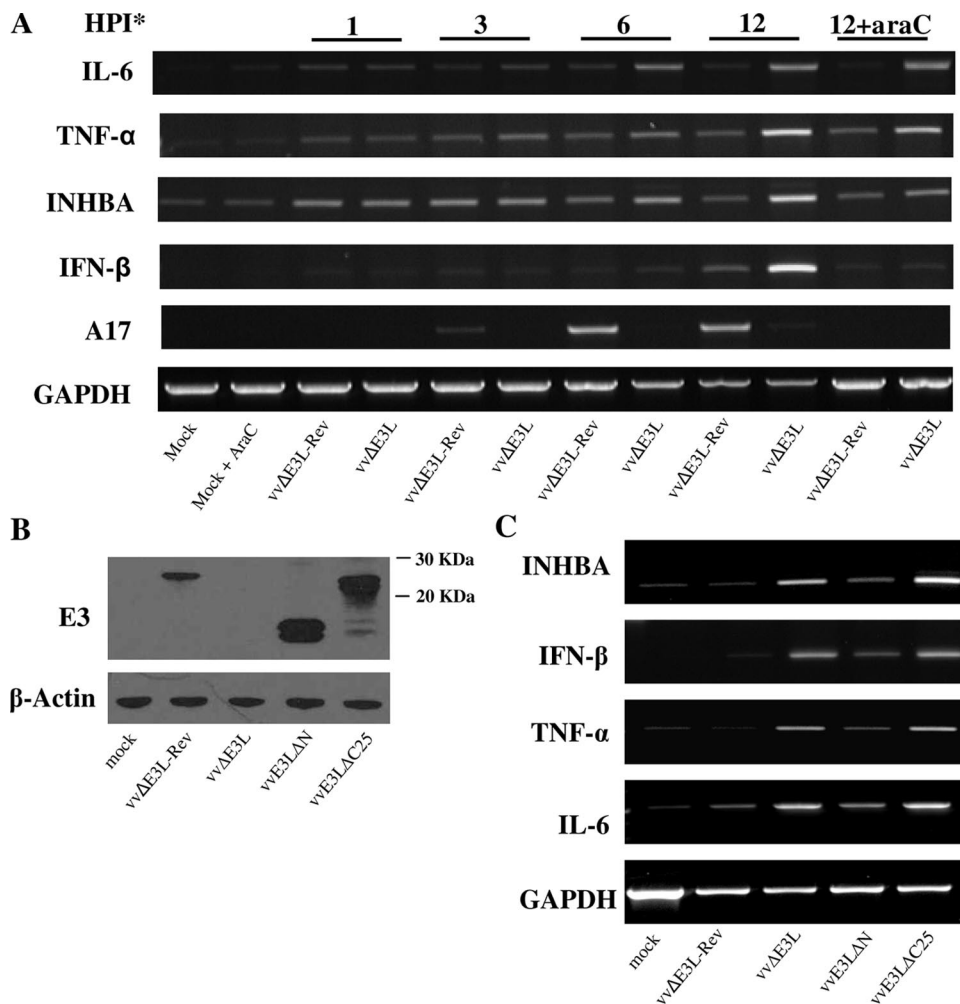 A
HPI*
1
3
6
12
12+araC
IL-6
TNF-α
INHBA
IFN-β
A17
GAPDH
Mock
Mock + AraC
vvΔE3L-Rev
vvΔE3L
vvΔE3L-Rev
vvΔE3L
vvΔE3L-Rev
vvΔE3L
vvΔE3L-Rev
vvΔE3L
vvΔE3L-Rev
vvΔE3L
B
E3
30 KDa
20 KDa
β-Actin
mock
vvΔE3L-Rev
vvΔE3L
vvE3LΔN
vvE3LΔC25
C
INHBA
IFN-β
TNF-α
IL-6
GAPDH
mock
vvΔE3L-Rev
vvΔE3L
vvE3LΔN
vvE3LΔC25